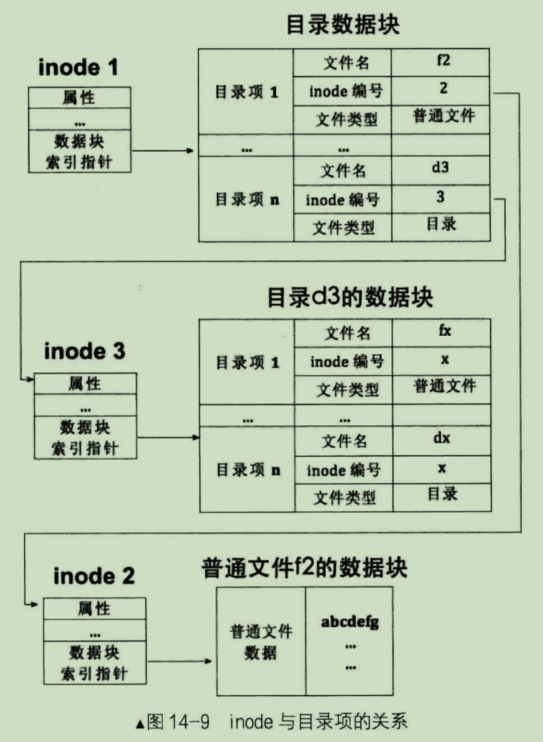 目录数据块
inode 1
属性
...
数据块
索引指针
目录项 1
文件名
f2
inode 编号
2
文件类型
普通文件
...
...
目录项 n
文件名
d3
inode 编号
3
文件类型
目录
目录d3的数据块
inode 3
属性
...
数据块
索引指针
目录项 1
文件名
fx
inode 编号
x
文件类型
普通文件
...
...
目录项 n
文件名
dx
inode 编号
x
文件类型
目录
普通文件f2的数据块
inode 2
属性
...
数据块
索引指针
普通文件
数据
abcdefg
...
...
▲图 14-9 inode 与目录项的关系